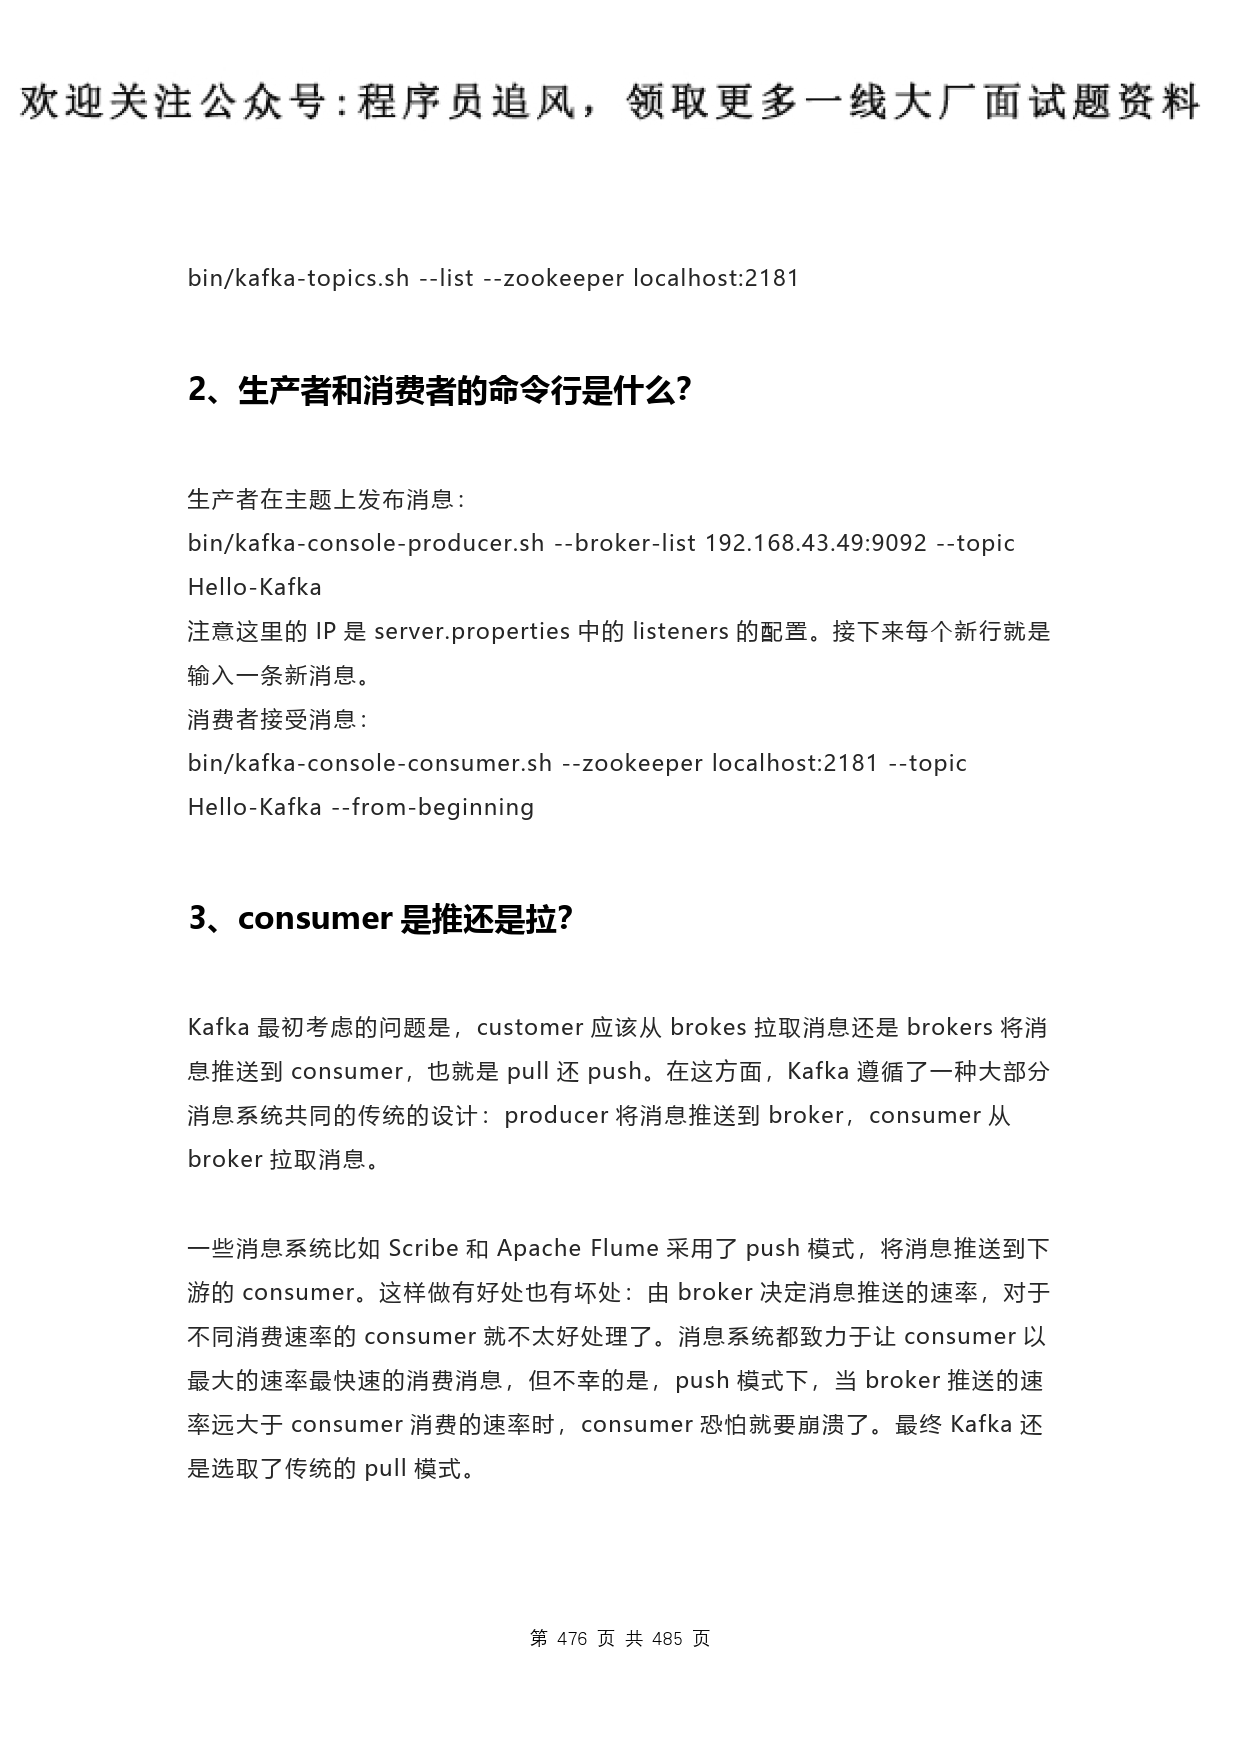 欢迎关注公众号:程序员追风，领取更多一线大厂面试题资料
bin/kafka-topics.sh --list --zookeeper localhost:2181
2、生产者和消费者的命令行是什么？
生产者在主题上发布消息：
bin/kafka-console-producer.sh --broker-list 192.168.43.49:9092 --topic
Hello-Kafka
注意这里的 IP 是 server.properties 中的 listeners 的配置。接下来每个新行就是
输入一条新消息。
消费者接受消息：
bin/kafka-console-consumer.sh --zookeeper localhost:2181 --topic
Hello-Kafka --from-beginning
3、consumer 是推还是拉？
Kafka 最初考虑的问题是，customer 应该从 brokes 拉取消息还是 brokers 将消
息推送到 consumer，也就是 pull 还 push。在这方面，Kafka 遵循了一种大部分
消息系统共同的传统的设计：producer 将消息推送到 broker，consumer 从
broker 拉取消息。
一些消息系统比如 Scribe 和 Apache Flume 采用了 push 模式，将消息推送到下
游的 consumer。这样做有好处也有坏处：由 broker 决定消息推送的速率，对于
不同消费速率的 consumer 就不太好处理了。消息系统都致力于让 consumer 以
最大的速率最快速的消费消息，但不幸的是，push 模式下，当 broker 推送的速
率远大于 consumer 消费的速率时，consumer 恐怕就要崩溃了。最终 Kafka 还
是选取了传统的 pull 模式。
第 476 页 共 485 页